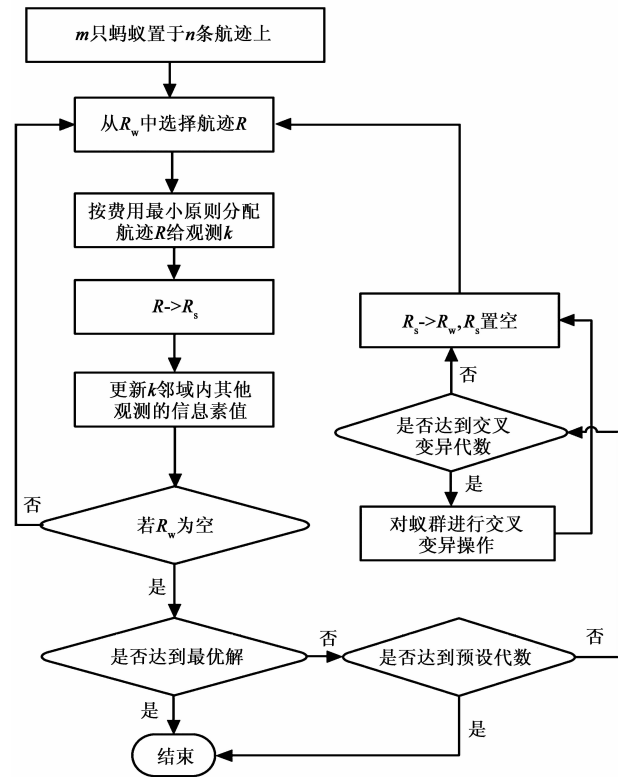 m只蚂蚁置于n条航迹上
从Rw中选择航迹R
按费用最小原则分配
航迹R给观测k
R->Rs
更新k邻域内其他
观测的信息素值
否
若Rw为空
是
是否达到最优解
否
是
结束
Rs->Rw,Rs置空
否
是否达到交叉
变异代数
是
对蚁群进行交叉
变异操作
是否达到预设代数
否
是